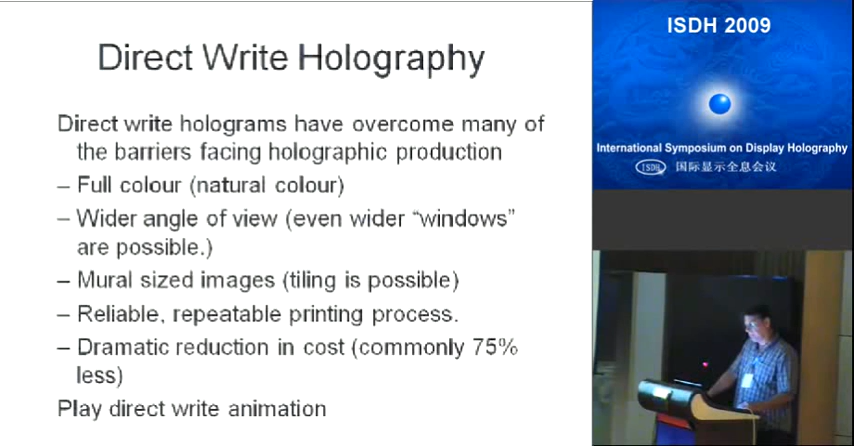 Direct Write Holography
Direct write holograms have overcome many of
the barriers facing holographic production
– Full colour (natural colour)
– Wider angle of view (even wider “windows”
are possible.)
– Mural sized images (tiling is possible)
– Reliable, repeatable printing process.
– Dramatic reduction in cost (commonly 75%
less)
Play direct write animation
ISDH 2009
International Symposium on Display Holography
ISDH 国际显示全息会议